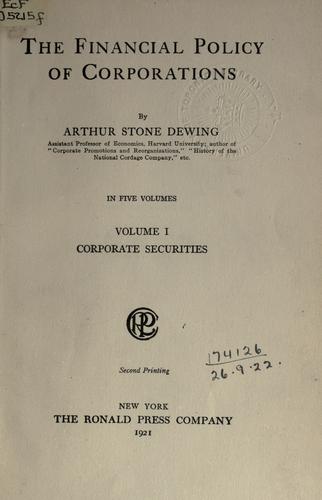 EcF
D5215f
THE FINANCIAL POLICY
OF CORPORATIONS
By
ARTHUR STONE DEWING
Assistant Professor of Economics, Harvard University; author of
"Corporate Promotions and Reorganizations," "History of the
National Cordage Company," etc.
IN FIVE VOLUMES
VOLUME I
CORPORATE SECURITIES
RPC
Second Printing
174126
26.9.22.
NEW YORK
THE RONALD PRESS COMPANY
1921